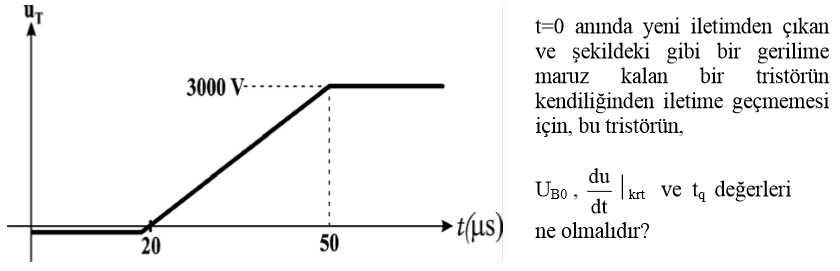 u_T
3000 V
20
50
t(µs)
t=0 anında yeni iletimden çıkan
ve şekildeki gibi bir gerilime
maruz kalan bir tristörün
kendiliğinden iletime geçmemesi
için, bu tristörün,
U_B0 , du/dt |krt ve t_q değerleri
ne olmalıdır?